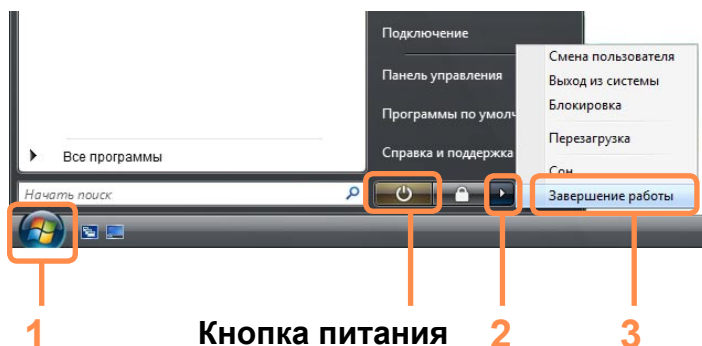 Подключение
Панель управления
Программы по умолч
Справка и поддержка
Смена пользователя
Выход из системы
Блокировка
Перезагрузка
Сон
Завершение работы
Все программы
Начать поиск
1
Кнопка питания
2
3